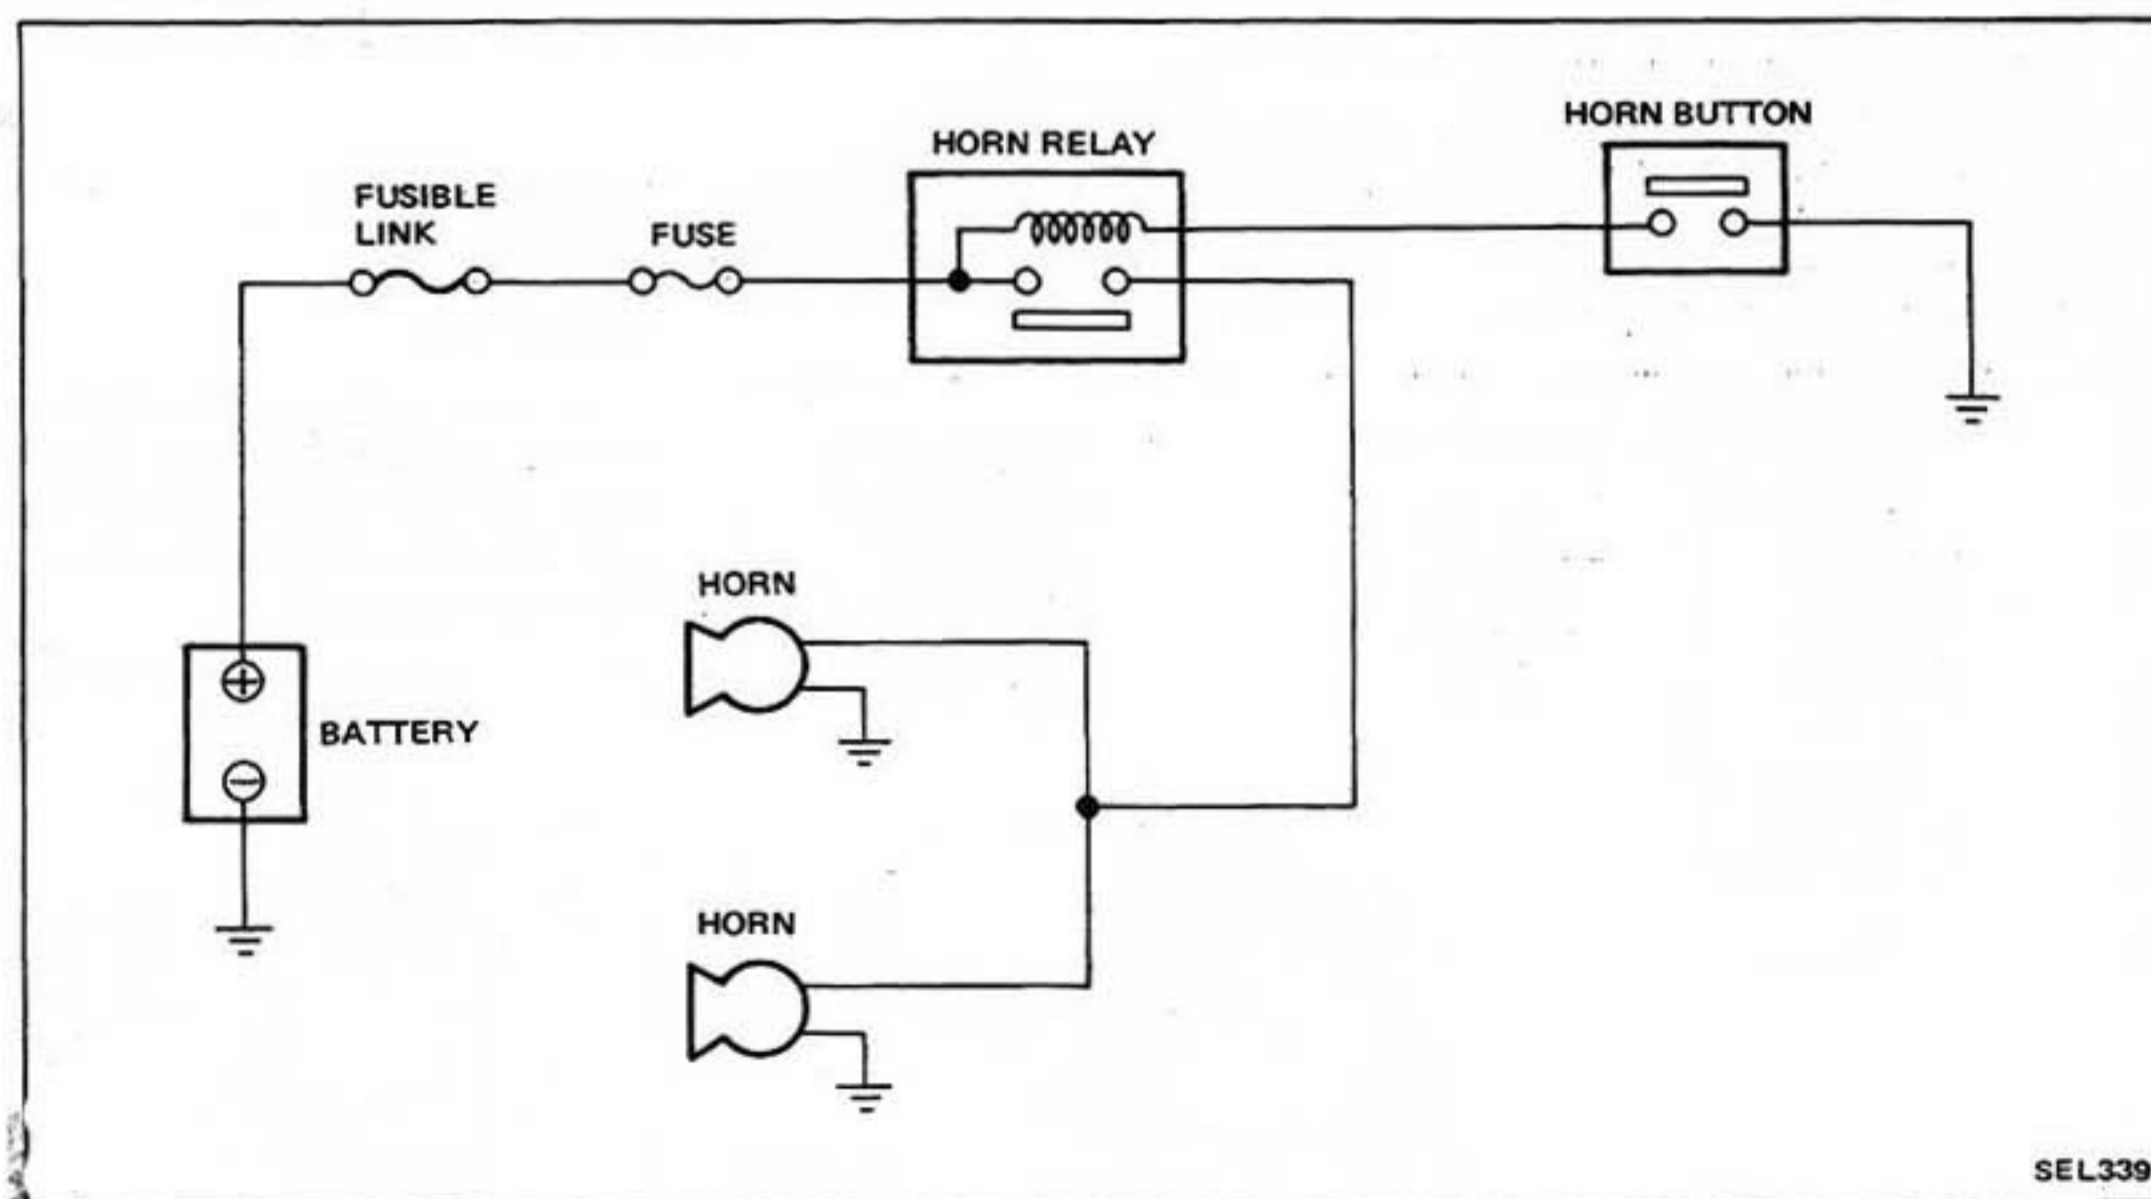 HORN BUTTON
HORN RELAY
FUSIBLE
LINK
FUSE
HORN
BATTERY
HORN
SEL339